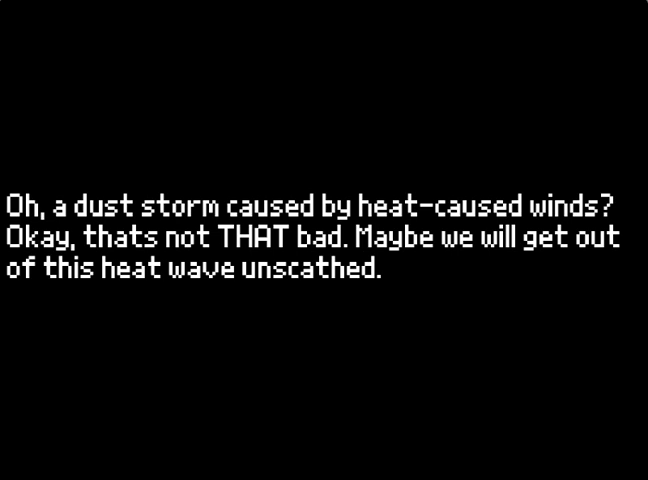 Oh, a dust storm caused by heat-caused winds?
Okay, thats not THAT bad. Maybe we will get out
of this heat wave unscathed.